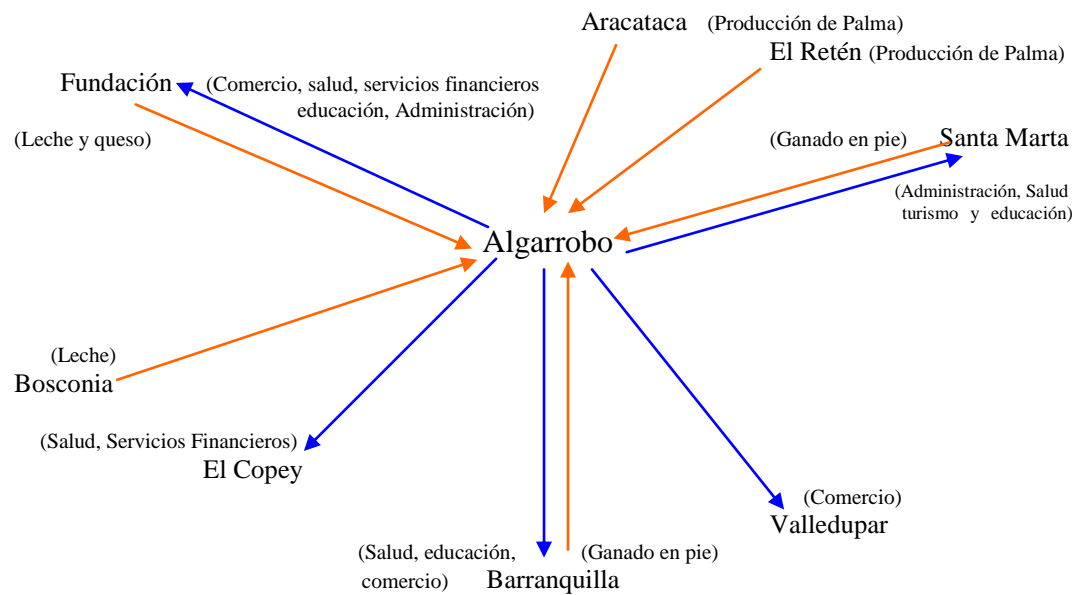 Aracataca (Producción de Palma)
El Retén (Producción de Palma)
Fundación
(Comercio, salud, servicios financieros
educación, Administración)
(Leche y queso)
(Ganado en pie)
Santa Marta
(Administración, Salud
turismo y educación)
Algarrobo
(Leche)
Bosconia
(Salud, Servicios Financieros)
El Copey
(Comercio)
Valledupar
(Salud, educación,
comercio)
(Ganado en pie)
Barranquilla